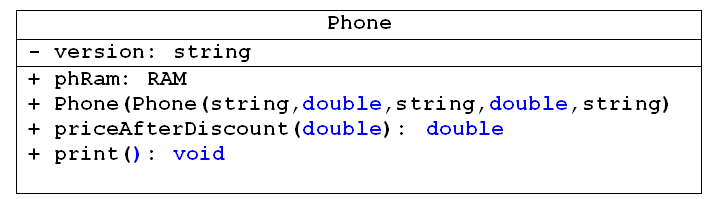 Phone
- version: string
+ phRam: RAM
+ Phone(Phone(string,double,string,double,string)
+ priceAfterDiscount(double): double
+ print(): void